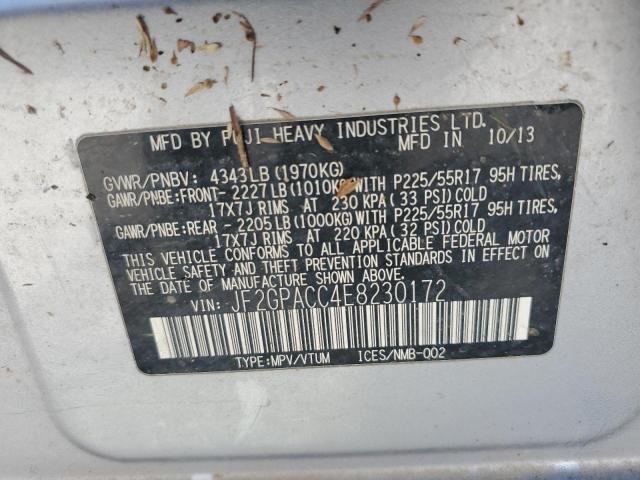 MFD BY FUJI HEAVY INDUSTRIES LTD.
MFD IN 10/13
GVWR/PNBV: 4343LB (1970KG)
GAWR/PNBE:FRONT-2227LB(1010KG)WITH P225/55R17 95H TIRES,
17X7J RIMS AT 230 KPA (33 PSI) COLD
GAWR/PNBE:REAR -2205LB(1000KG)WITH P225/55R17 95H TIRES,
17X7J RIMS AT 220 KPA (32 PSI) COLD
THIS VEHICLE CONFORMS TO ALL APPLICABLE FEDERAL MOTOR
VEHICLE SAFETY AND THEFT PREVENTION STANDARDS IN EFFECT
ON THE DATE OF MANUFACTURE SHOWN ABOVE.
VIN: JF2GPACC4E8230172
TYPE:MPV/VTUM ICES/NMB-002